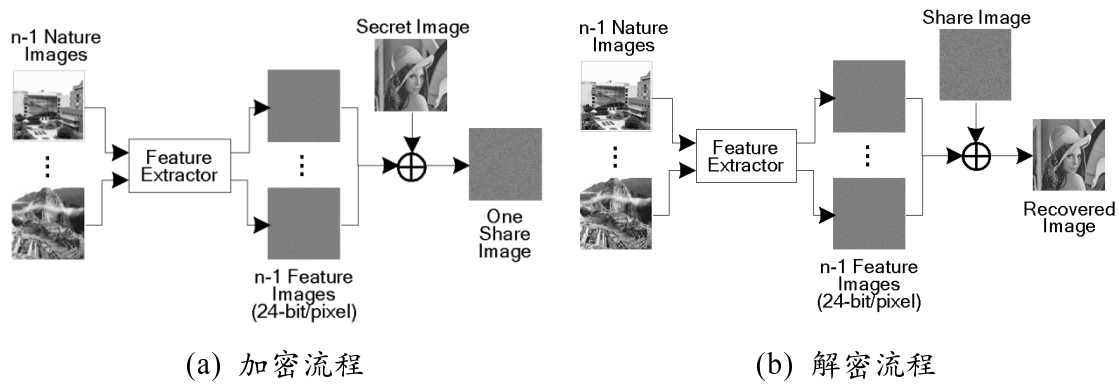 n-1 Nature
Images
Feature
Extractor
n-1 Feature
Images
(24-bit/pixel)
Secret Image
One
Share
Image
(a) 加密流程
n-1 Nature
Images
Feature
Extractor
n-1 Feature
Images
(24-bit/pixel)
Share Image
Recovered
Image
(b) 解密流程